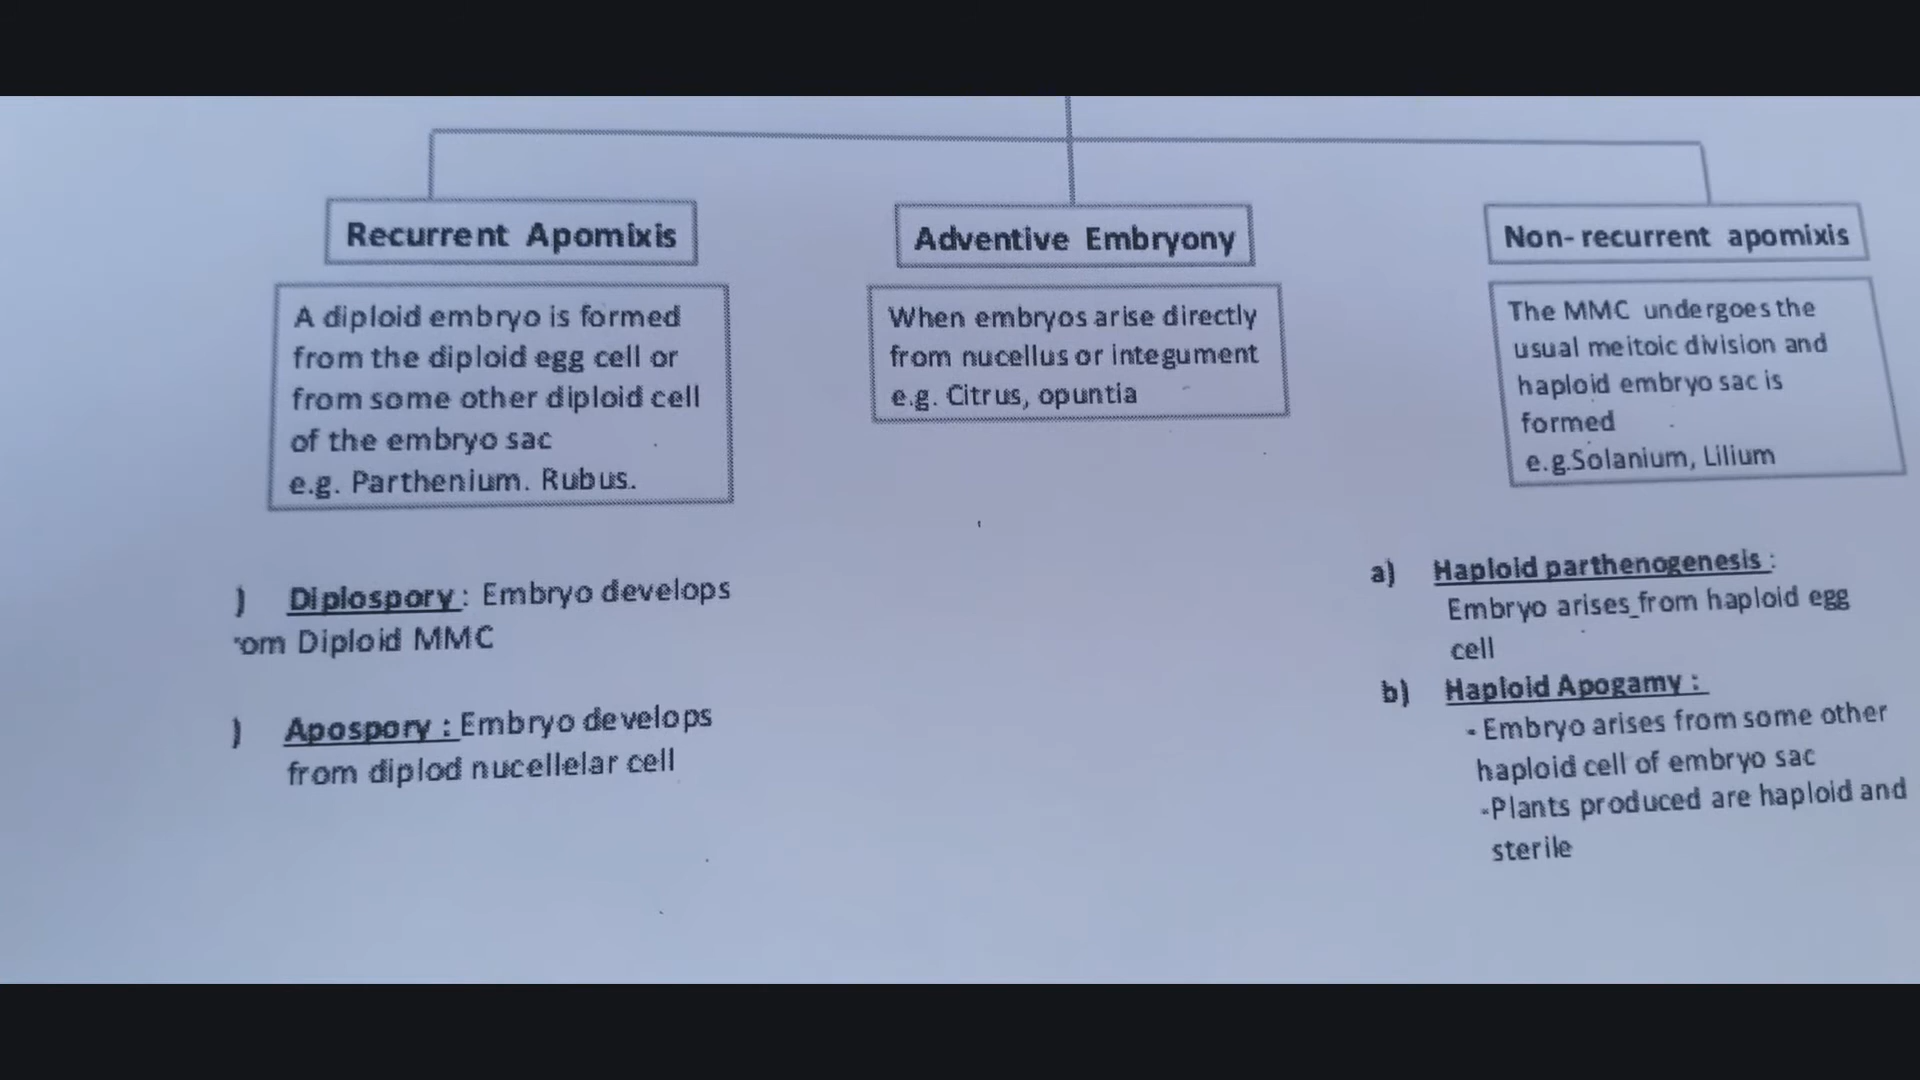 Recurrent Apomixis
A diploid embryo is formed
from the diploid egg cell or
from some other diploid cell
of the embryo sac
e.g. Parthenium. Rubus.
) Diplospory : Embryo develops
om Diploid MMC
) Apospory : Embryo develops
from diplod nucellelar cell
Adventive Embryony
When embryos arise directly
from nucellus or integument
e.g. Citrus, opuntia
Non- recurrent apomixis
The MMC undergoes the
usual meitoic division and
haploid embryo sac is
formed
e.g.Solanium, Lilium
a) Haploid parthenogenesis :
Embryo arises from haploid egg
cell
b) Haploid Apogamy :
- Embryo arises from some other
haploid cell of embryo sac
-Plants produced are haploid and
sterile